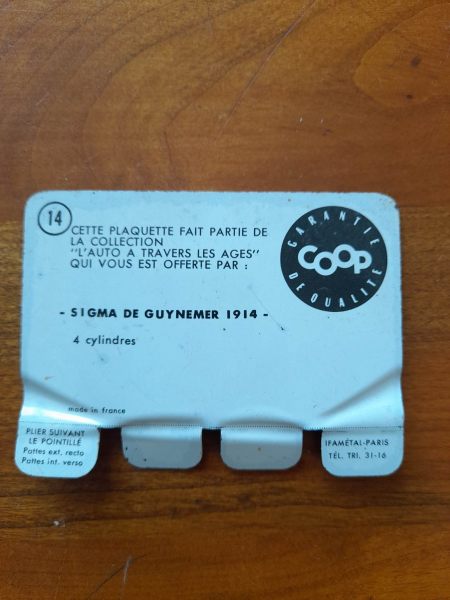 14
CETTE PLAQUETTE FAIT PARTIE DE
LA COLLECTION
"L'AUTO A TRAVERS LES AGES"
QUI VOUS EST OFFERTE PAR :
GARANTIE
COOP
DE QUALITÉ
- SIGMA DE GUYNEMER 1914 -
4 cylindres
made in france
PLIER SUIVANT
LE POINTILLÉ
Pattes ext. recto
Pattes int. verso
IFAMÉTAL-PARIS
TÉL. TRI. 31-16